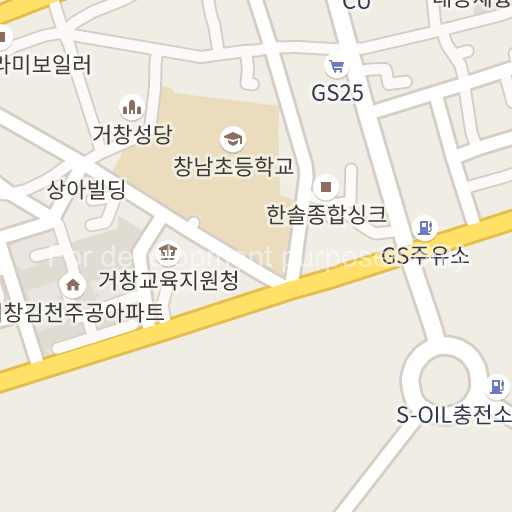 CU
라미보일러
GS25
거창성당
창남초등학교
상아빌딩
한솔종합싱크
For development purposes only
GS주유소
거창교육지원청
창김천주공아파트
S-OIL충전소